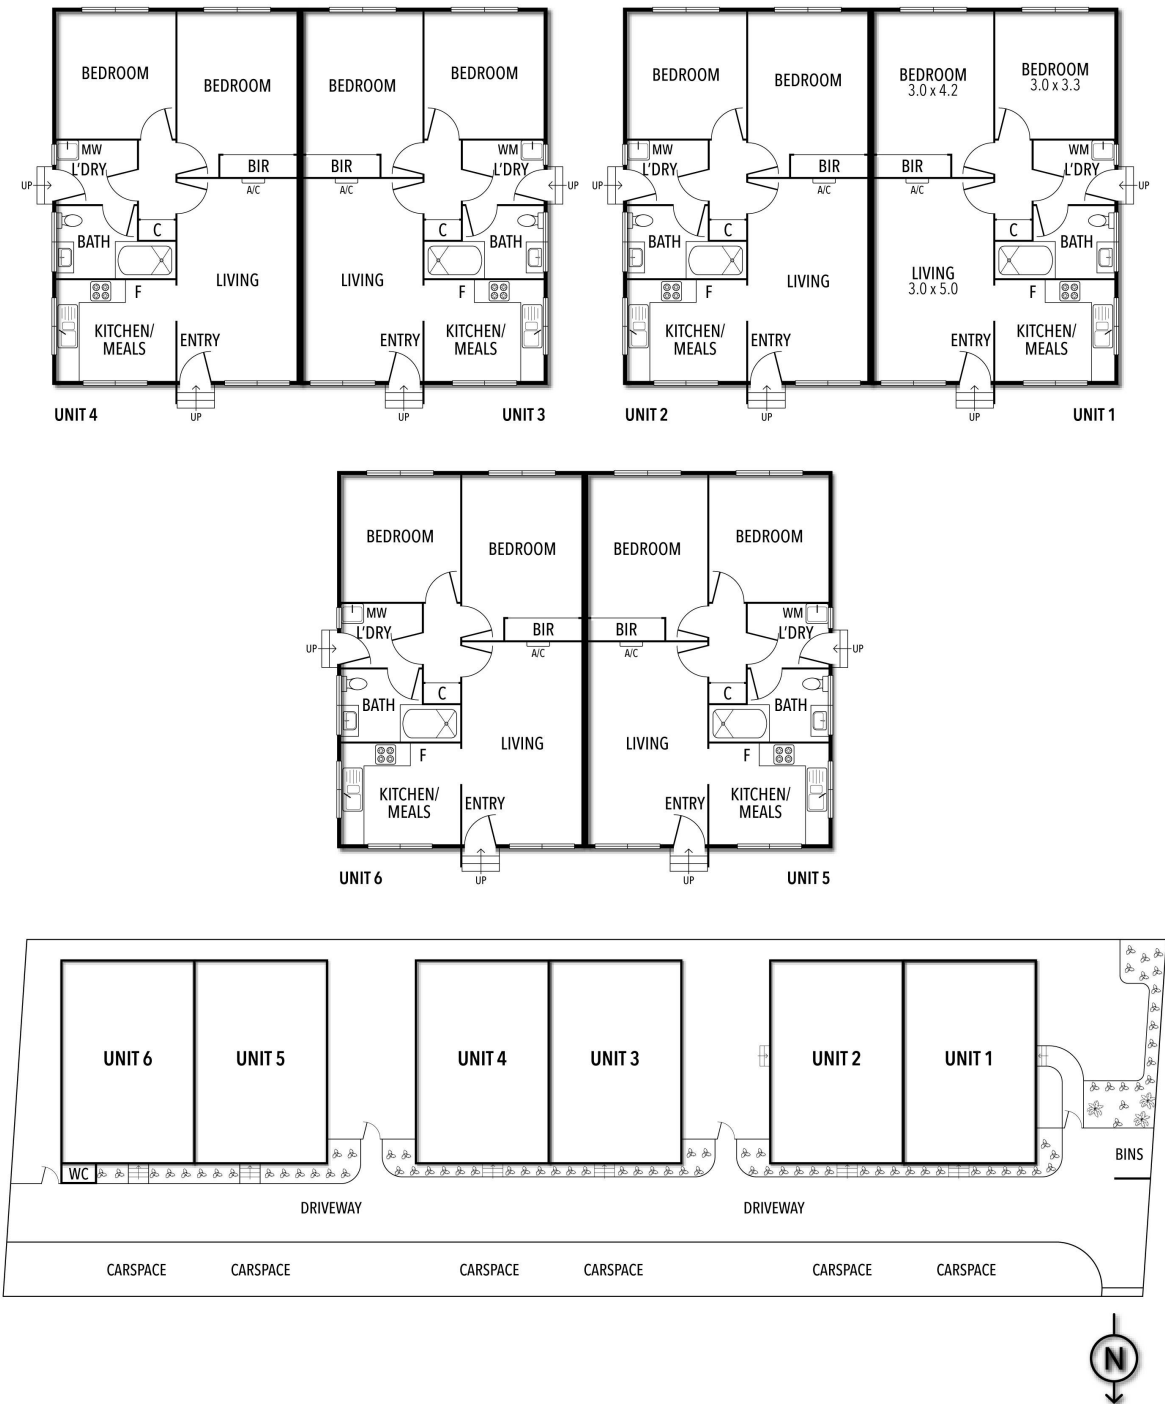 BEDROOM
BEDROOM
BEDROOM
BEDROOM
MW
L'DRY
BIR
BIR
WM
L'DRY
UP
A/C
A/C
UP
BATH
C
C
BATH
LIVING
LIVING
F
F
KITCHEN/
MEALS
ENTRY
ENTRY
KITCHEN/
MEALS
UNIT 4
UP
UP
UNIT 3
BEDROOM
BEDROOM
BEDROOM
3.0 x 4.2
BEDROOM
3.0 x 3.3
MW
L'DRY
BIR
BIR
WM
L'DRY
UP
A/C
A/C
UP
BATH
C
C
BATH
LIVING
LIVING
3.0 x 5.0
F
F
KITCHEN/
MEALS
ENTRY
ENTRY
KITCHEN/
MEALS
UNIT 2
UP
UP
UNIT 1
BEDROOM
BEDROOM
BEDROOM
BEDROOM
MW
L'DRY
BIR
BIR
WM
L'DRY
UP
A/C
A/C
UP
BATH
C
C
BATH
LIVING
LIVING
F
F
KITCHEN/
MEALS
ENTRY
ENTRY
KITCHEN/
MEALS
UNIT 6
UP
UP
UNIT 5
UNIT 6
UNIT 5
UNIT 4
UNIT 3
UNIT 2
UNIT 1
WC
BINS
DRIVEWAY
DRIVEWAY
CARSPACE
CARSPACE
CARSPACE
CARSPACE
CARSPACE
CARSPACE
N